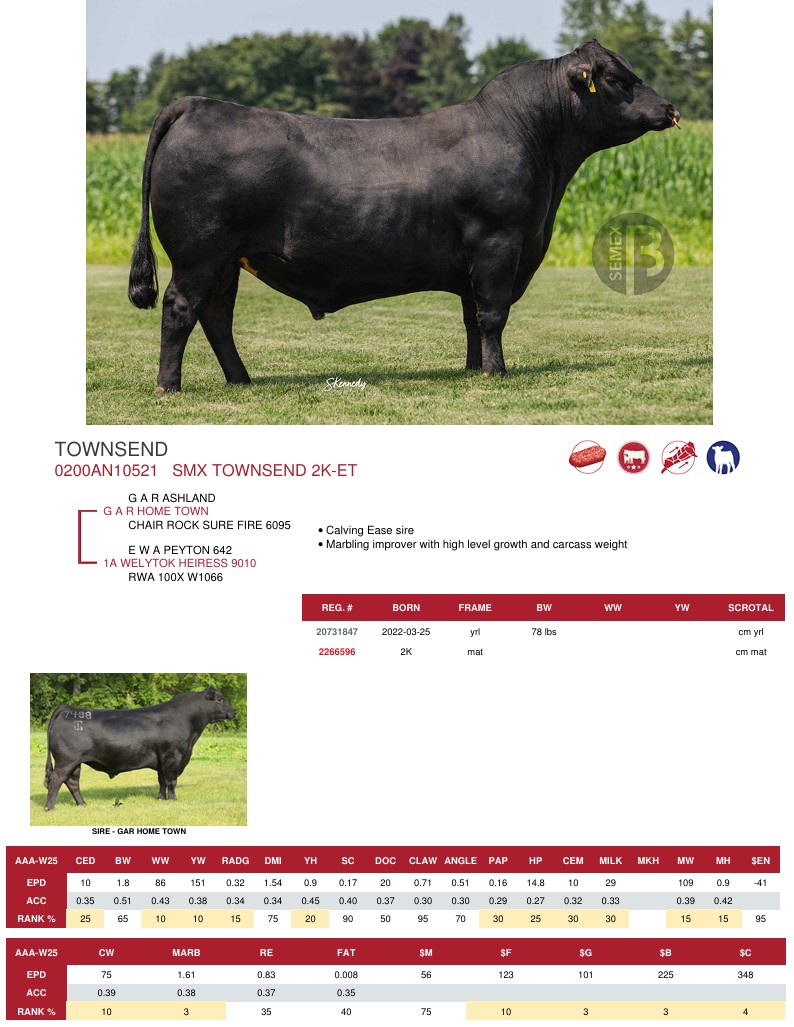 SEMEX B
SKennedy
TOWNSEND
0200AN10521 SMX TOWNSEND 2K-ET
G A R ASHLAND
G A R HOME TOWN
CHAIR ROCK SURE FIRE 6095
E W A PEYTON 642
1A WELYTOK HEIRESS 9010
RWA 100X W1066
• Calving Ease sire
• Marbling improver with high level growth and carcass weight
REG. # BORN FRAME BW WW YW SCROTAL
20731847 2022-03-25 yrl 78 lbs cm yrl
2266596 2K mat cm mat
7498
SIRE - GAR HOME TOWN
AAA-W25 CED BW WW YW RADG DMI YH SC DOC CLAW ANGLE PAP HP CEM MILK MKH MW MH $EN
EPD 10 1.8 86 151 0.32 1.54 0.9 0.17 20 0.71 0.51 0.16 14.8 10 29 109 0.9 -41
ACC 0.35 0.51 0.43 0.38 0.34 0.34 0.45 0.40 0.37 0.30 0.30 0.29 0.27 0.32 0.33 0.39 0.42
RANK % 25 65 10 10 15 75 20 90 50 95 70 30 25 30 30 15 15 95
AAA-W25 CW MARB RE FAT $M $F $G $B $C
EPD 75 1.61 0.83 0.008 56 123 101 225 348
ACC 0.39 0.38 0.37 0.35
RANK % 10 3 35 40 75 10 3 3 4